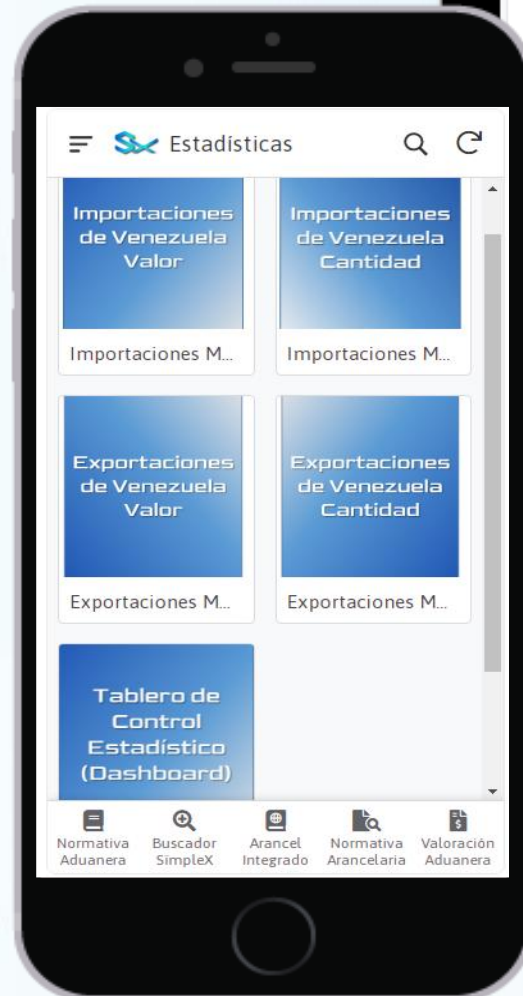 Estadísticas
Importaciones
de Venezuela
Valor
Importaciones M...
Importaciones
de Venezuela
Cantidad
Importaciones M...
Exportaciones
de Venezuela
Valor
Exportaciones M...
Exportaciones
de Venezuela
Cantidad
Exportaciones M...
Tablero de
Control
Estadístico
(Dashboard)
Normativa
Aduanera
Buscador
SimpleX
Arancel
Integrado
Normativa
Arancelaria
Valoración
Aduanera